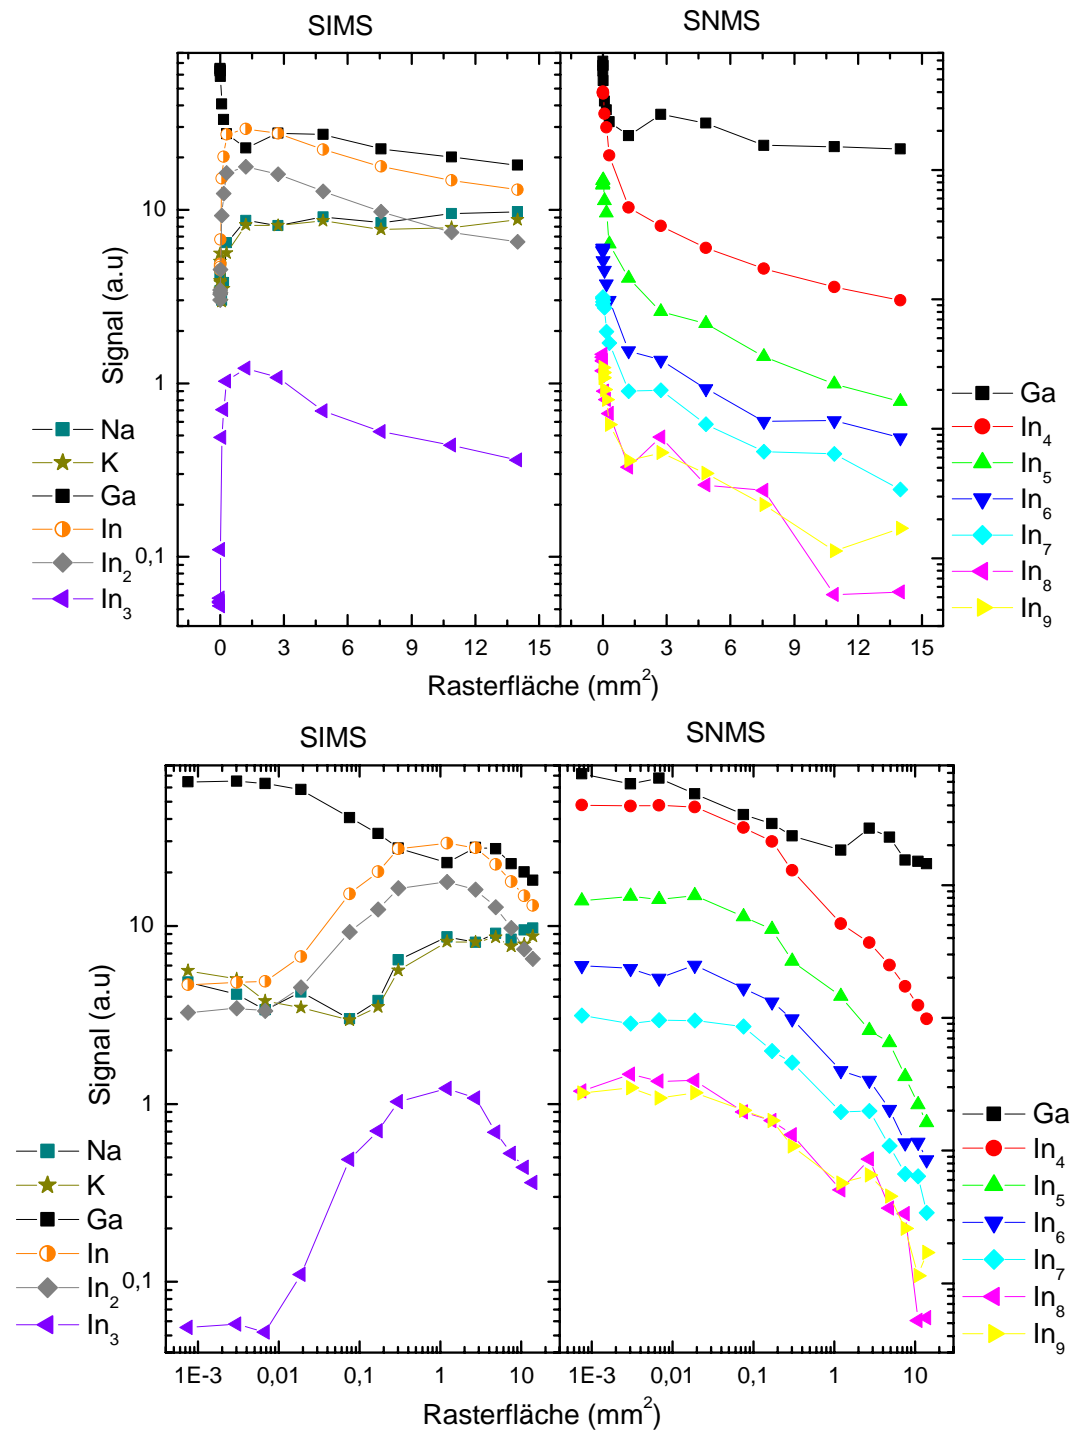 SIMS
SNMS
Signal (a.u)
10
1
0,1
Na
K
Ga
In
In2
In3
Ga
In4
In5
In6
In7
In8
In9
0 3 6 9 12 15
0 3 6 9 12 15
Rasterfläche (mm²)
SIMS
SNMS
Signal (a.u)
10
1
0,1
Na
K
Ga
In
In2
In3
Ga
In4
In5
In6
In7
In8
In9
1E-3 0,01 0,1 1 10
1E-3 0,01 0,1 1 10
Rasterfläche (mm²)